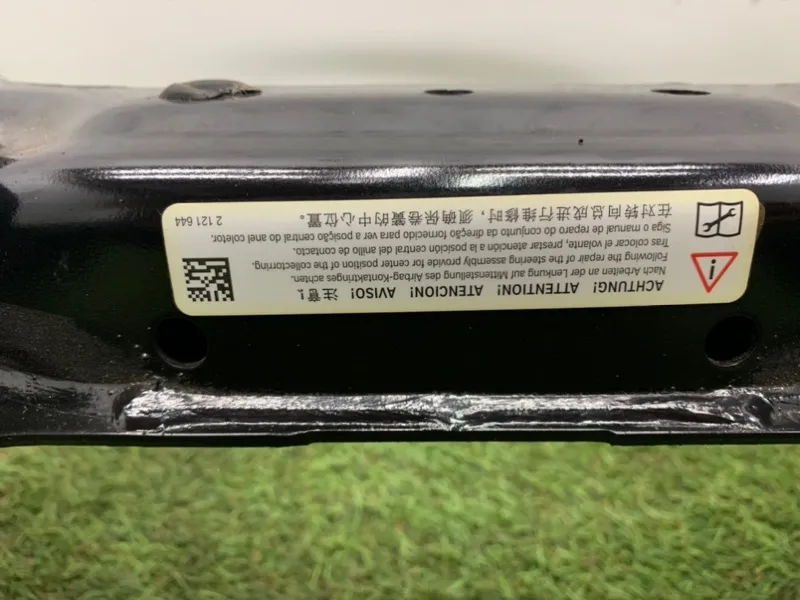 ACHTUNG! ATTENTION! ATENCION! AVISO! 注意!
Nach Arbeiten an der Lenkung auf Mittenstellung des Airbag-Kontaktringes achten.
Following the repair of the steering assembly provide for center position of the collectorring.
Tras colocar el volante, prestar atención a la posición central del anillo de contacto.
Siga a manual de reparo de conjunto da direção fornecido para ver a posição central do anel coletor.
在对转向总成进行维修时，须确保卷簧的中心位置。
2 121 644